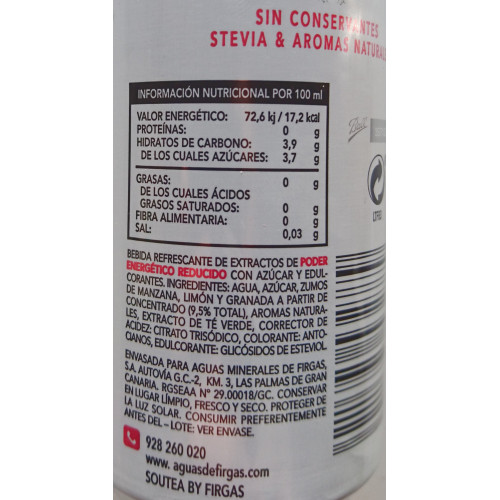 SIN CONSERVANTES
STEVIA & AROMAS NATURAL
INFORMACIÓN NUTRICIONAL POR 100 ml
VALOR ENERGÉTICO: 72,6 kj / 17,2 kcal
PROTEÍNAS: 0 g
HIDRATOS DE CARBONO: 3,9 g
DE LOS CUALES AZÚCARES: 3,7 g
GRASAS: 0 g
DE LOS CUALES ÁCIDOS
GRASOS SATURADOS: 0 g
FIBRA ALIMENTARIA: 0 g
SAL: 0,03 g
BEBIDA REFRESCANTE DE EXTRACTOS DE PODER
ENERGÉTICO REDUCIDO CON AZÚCAR Y EDUL-
CORANTES. INGREDIENTES: AGUA, AZÚCAR, ZUMOS
DE MANZANA, LIMÓN Y GRANADA A PARTIR DE
CONCENTRADO (9,5% TOTAL), AROMAS NATURA-
LES, EXTRACTO DE TÉ VERDE, CORRECTOR DE
ACIDEZ: CITRATO TRISÓDICO, COLORANTE: ANTO-
CIANOS, EDULCORANTE: GLICÓSIDOS DE ESTEVIOL.
ENVASADA PARA AGUAS MINERALES DE FIRGAS,
S.A. AUTOVÍA G.C.-2, KM. 3, LAS PALMAS DE GRAN
CANARIA. RGSEAA Nº 29.00018/GC. CONSERVAR
EN LUGAR LÍMPIO, FRESCO Y SECO. PROTEGER DE
LA LUZ SOLAR. CONSUMIR PREFERENTEMENTE
ANTES DEL – LOTE: VER ENVASE.
928 260 020
www.aguasdefirgas.com
SOUTEA BY FIRGAS